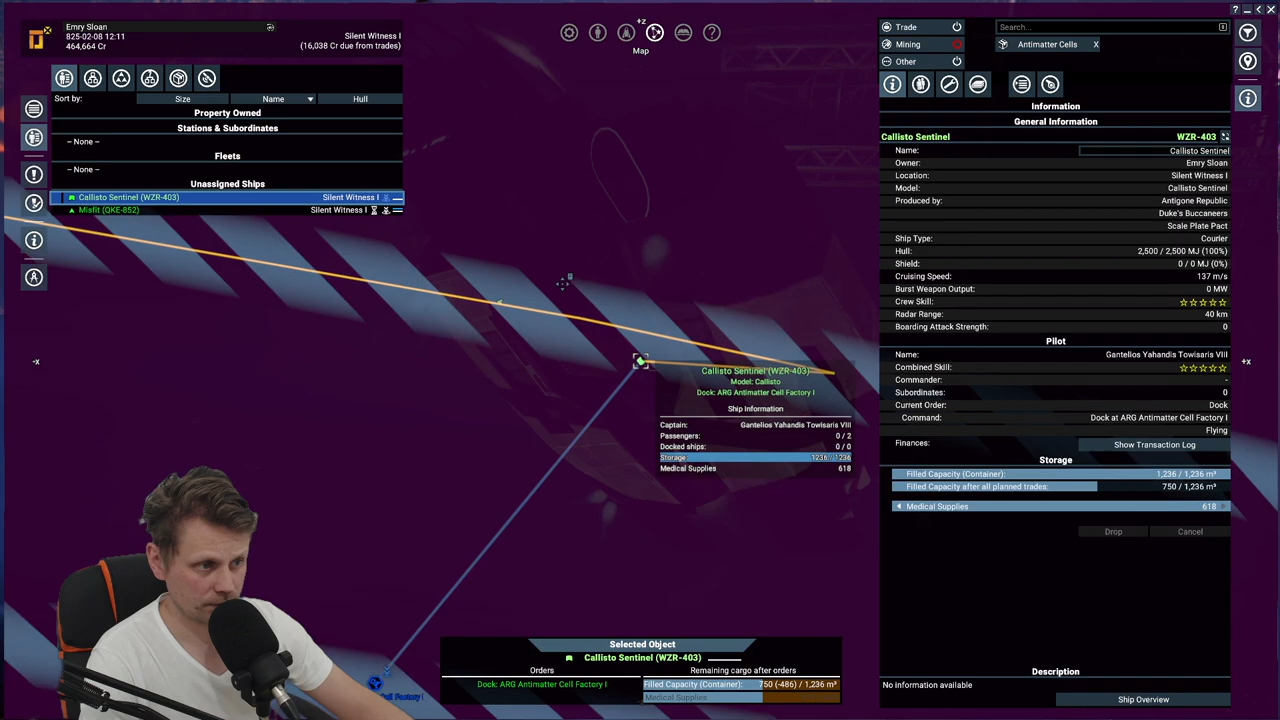 Emry Sloan
825-02-08 12:11
464,664 Cr
Silent Witness I
(16,038 Cr due from trades)
+z
Map
Sort by:
Size
Name
Hull
Property Owned
Stations & Subordinates
– None –
Fleets
– None –
Unassigned Ships
Callisto Sentinel (WZR-403)
Silent Witness I
Misfit (QKE-852)
Silent Witness I
-x
+x
Callisto Sentinel (WZR-403)
Model: Callisto
Dock: ARG Antimatter Cell Factory I
Ship Information
Captain: Gantelios Yahandis Towisaris VIII
Passengers: 0 / 2
Docked ships: 0 / 0
Storage: 1236 / 1236
Medical Supplies 618
Cell Factory I
Selected Object
Callisto Sentinel (WZR-403)
Orders
Remaining cargo after orders
Dock: ARG Antimatter Cell Factory I
Filled Capacity (Container): 750 (-486) / 1,236 m³
Medical Supplies
Trade
Mining
Other
Search...
Antimatter Cells X
Information
General Information
Callisto Sentinel WZR-403
Name: Callisto Sentinel
Owner: Emry Sloan
Location: Silent Witness I
Model: Callisto Sentinel
Produced by: Antigone Republic
Duke's Buccaneers
Scale Plate Pact
Ship Type: Courier
Hull: 2,500 / 2,500 MJ (100%)
Shield: 0 / 0 MJ (0%)
Cruising Speed: 137 m/s
Burst Weapon Output: 0 MW
Crew Skill: ☆☆☆☆☆
Radar Range: 40 km
Boarding Attack Strength: 0
Pilot
Name: Gantelios Yahandis Towisaris VIII
Combined Skill: ☆☆☆☆☆
Commander: -
Subordinates: 0
Current Order: Dock
Command: Dock at ARG Antimatter Cell Factory I
Flying
Finances: Show Transaction Log
Storage
Filled Capacity (Container): 1,236 / 1,236 m³
Filled Capacity after all planned trades: 750 / 1,236 m³
Medical Supplies 618
Drop
Cancel
Description
No information available
Ship Overview